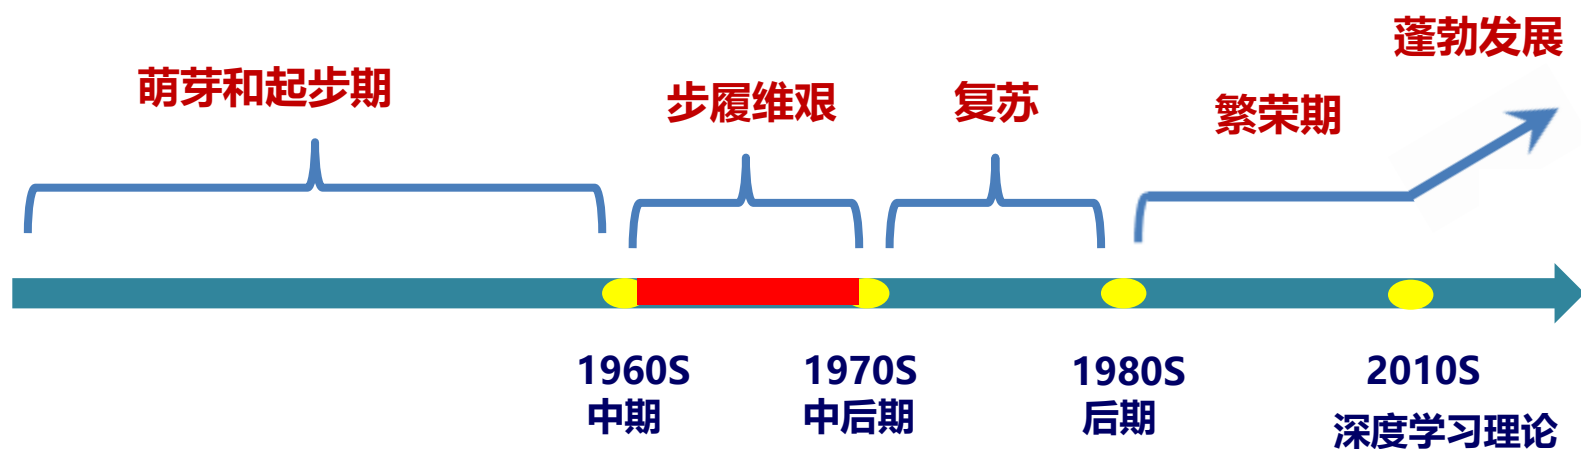 蓬勃发展
萌芽和起步期
步履维艰
复苏
繁荣期
1960S
中期
1970S
中后期
1980S
后期
2010S
深度学习理论